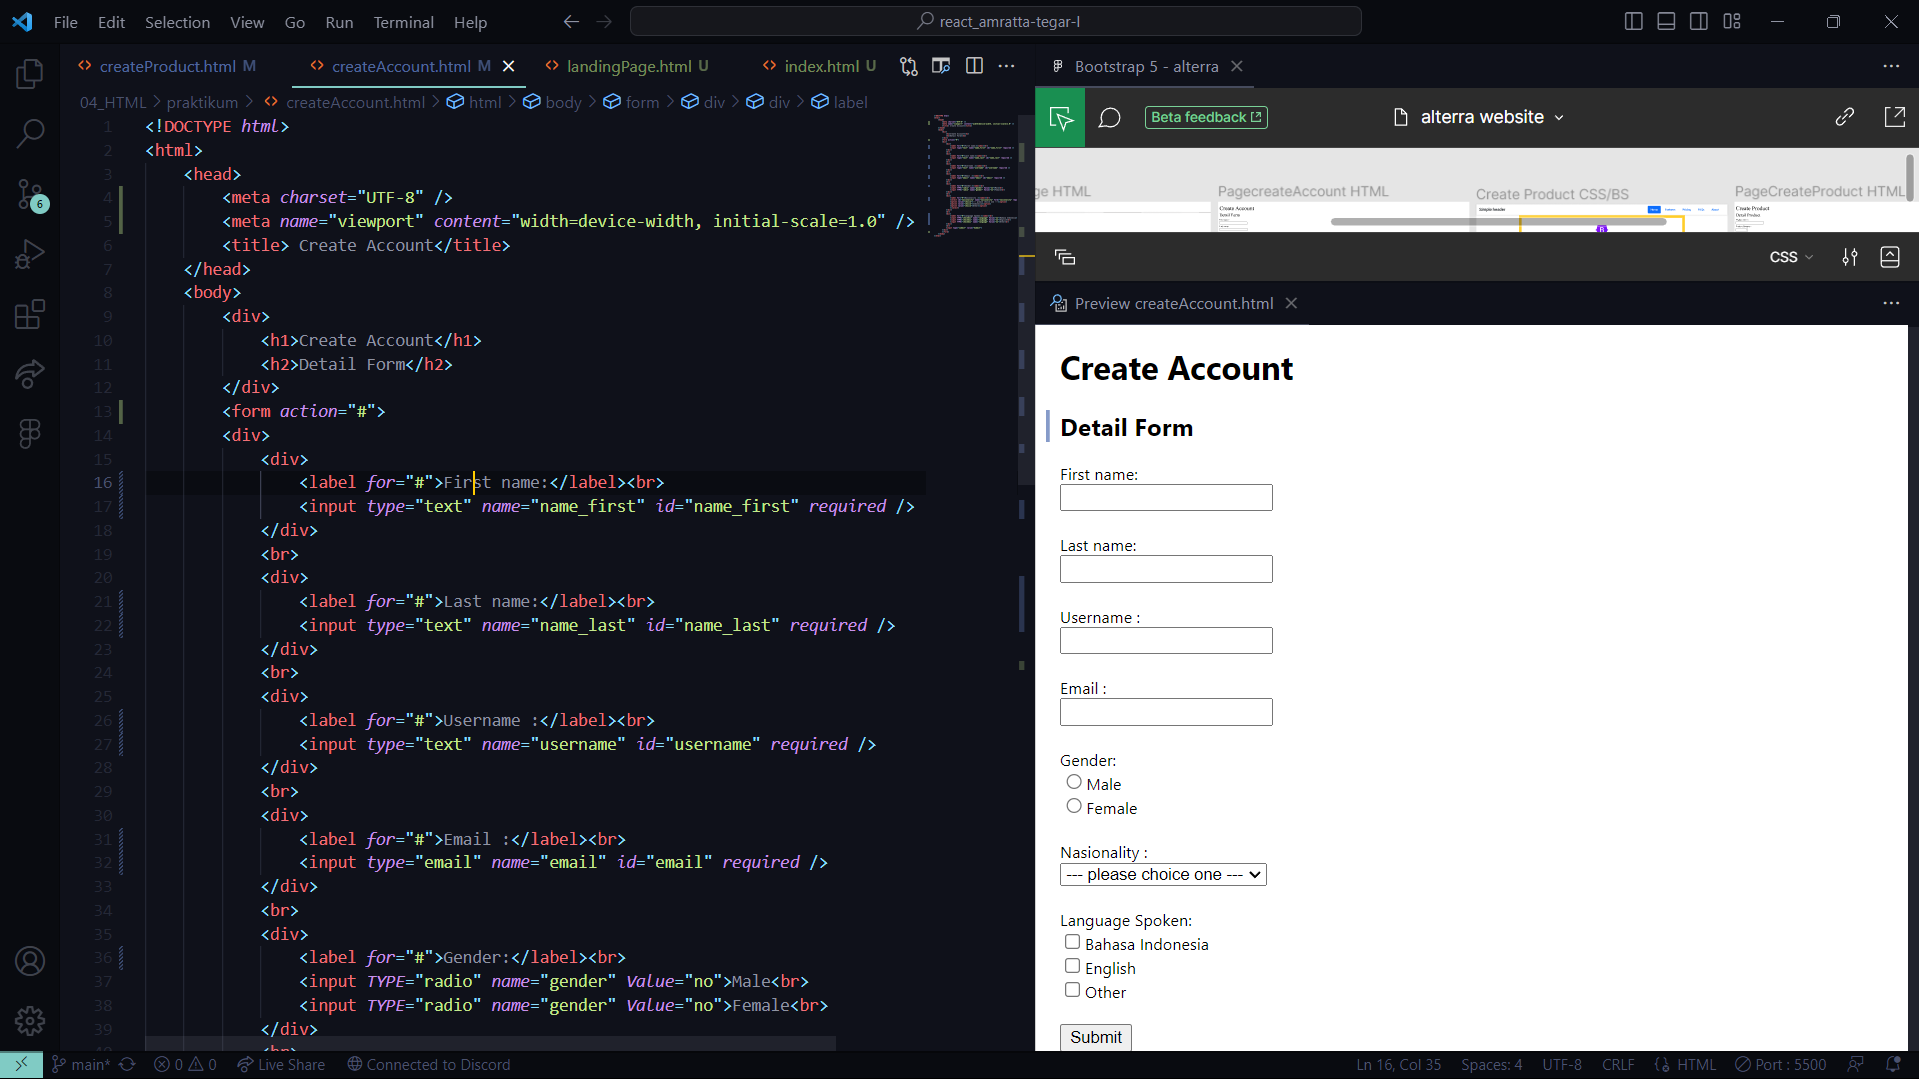 File Edit Selection View Go Run Terminal Help
react_amratta-tegar-l
createProduct.html M
createAccount.html M
landingPage.html U
index.html U
04_HTML > praktikum > createAccount.html > html > body > form > div > div > label
1 <!DOCTYPE html>
2 <html>
3 <head>
4 <meta charset="UTF-8" />
5 <meta name="viewport" content="width=device-width, initial-scale=1.0" />
6 <title> Create Account</title>
7 </head>
8 <body>
9 <div>
10 <h1>Create Account</h1>
11 <h2>Detail Form</h2>
12 </div>
13 <form action="#">
14 <div>
15 <div>
16 <label for="#">First name:</label><br>
17 <input type="text" name="name_first" id="name_first" required />
18 </div>
19 <br>
20 <div>
21 <label for="#">Last name:</label><br>
22 <input type="text" name="name_last" id="name_last" required />
23 </div>
24 <br>
25 <div>
26 <label for="#">Username :</label><br>
27 <input type="text" name="username" id="username" required />
28 </div>
29 <br>
30 <div>
31 <label for="#">Email :</label><br>
32 <input type="email" name="email" id="email" required />
33 </div>
34 <br>
35 <div>
36 <label for="#">Gender:</label><br>
37 <input TYPE="radio" name="gender" Value="no">Male<br>
38 <input TYPE="radio" name="gender" Value="no">Female<br>
39 </div>
6
Bootstrap 5 - alterra
Beta feedback
alterra website
ge HTML
PagecreateAccount HTML
Create Product CSS/BS
PageCreateProduct HTML
Create Account
Detail Form
Create Product
Detail Product
CSS
Preview createAccount.html
Create Account
Detail Form
First name:
Last name:
Username :
Email :
Gender:
Male
Female
Nasionality :
--- please choice one ---
Language Spoken:
Bahasa Indonesia
English
Other
Submit
main* 0 0 Live Share Connected to Discord
Ln 16, Col 35 Spaces: 4 UTF-8 CRLF HTML Port : 5500